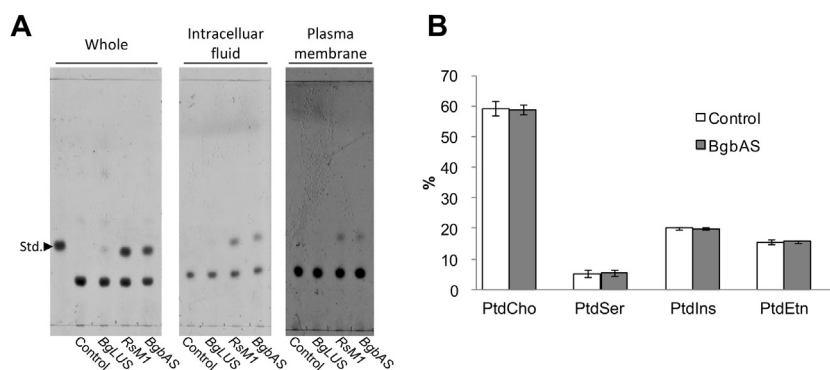 A
Whole
Intracelluar
fluid
Plasma
membrane
Std.
Control
BgLUS
RsM1
BgbAS
Control
BgLUS
RsM1
BgbAS
Control
BgLUS
RsM1
BgbAS
B
70
60
50
40
30
20
10
0
%
Control
BgbAS
PtdCho
PtdSer
PtdIns
PtdEtn